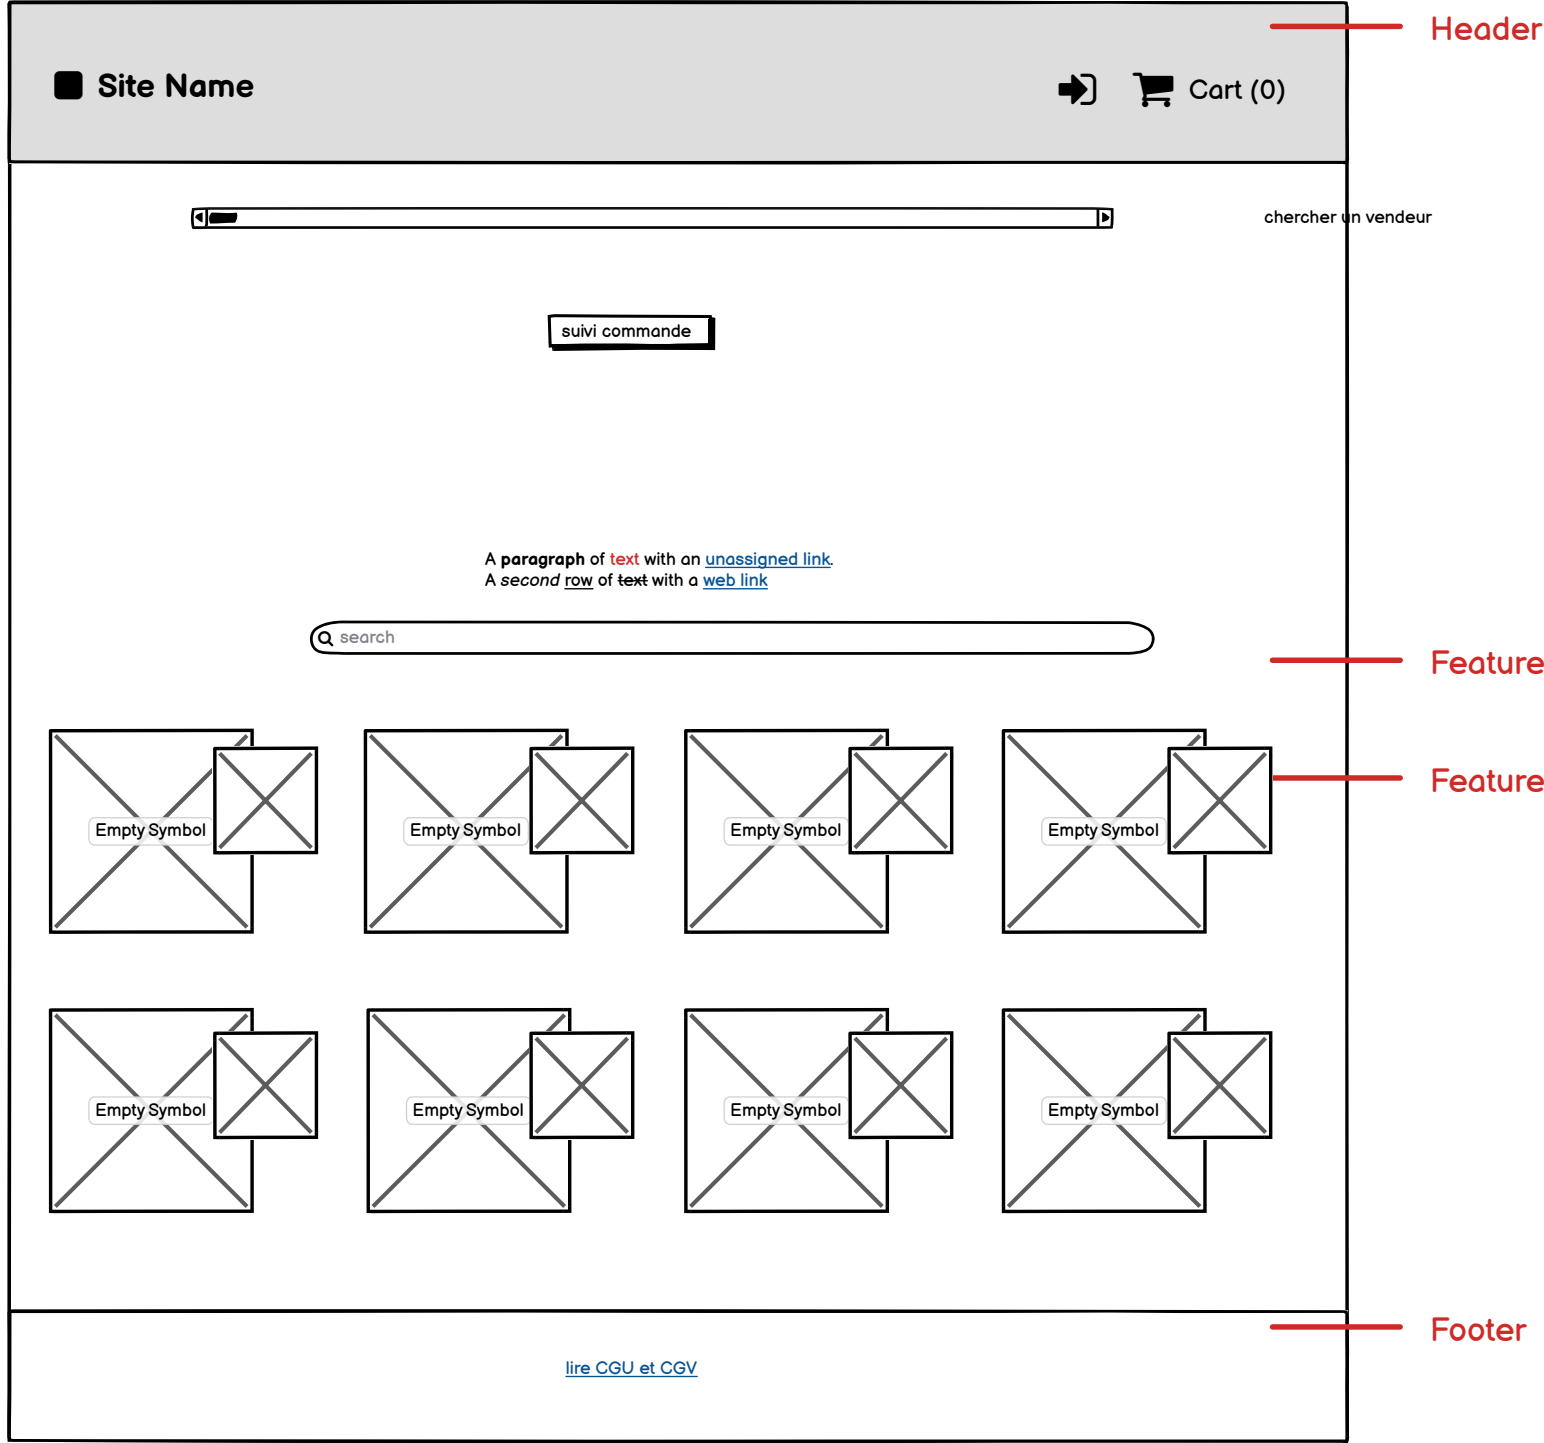 Header
Site Name
Cart (0)
chercher un vendeur
suivi commande
A paragraph of text with an unassigned link.
A second row of text with a web link
search
Feature
Feature
Empty Symbol
Empty Symbol
Empty Symbol
Empty Symbol
Empty Symbol
Empty Symbol
Empty Symbol
Empty Symbol
Footer
lire CGU et CGV